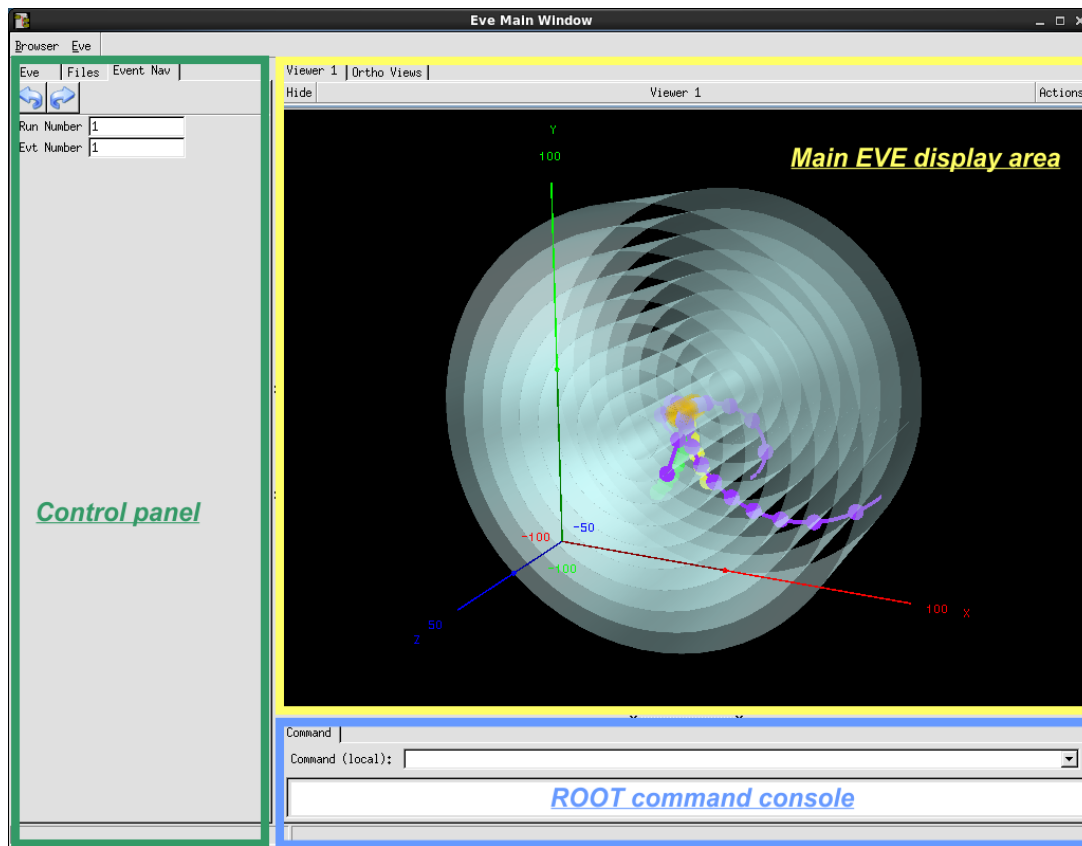 Eve Main Window
Browser Eve
Eve Files Event Nav
Run Number 1
Evt Number 1
Control panel
Viewer 1 Ortho Views
Hide Viewer 1 Actions
Main EVE display area
Y
100
-50
-100
-100
50
Z
100 X
Command
Command (local):
ROOT command console